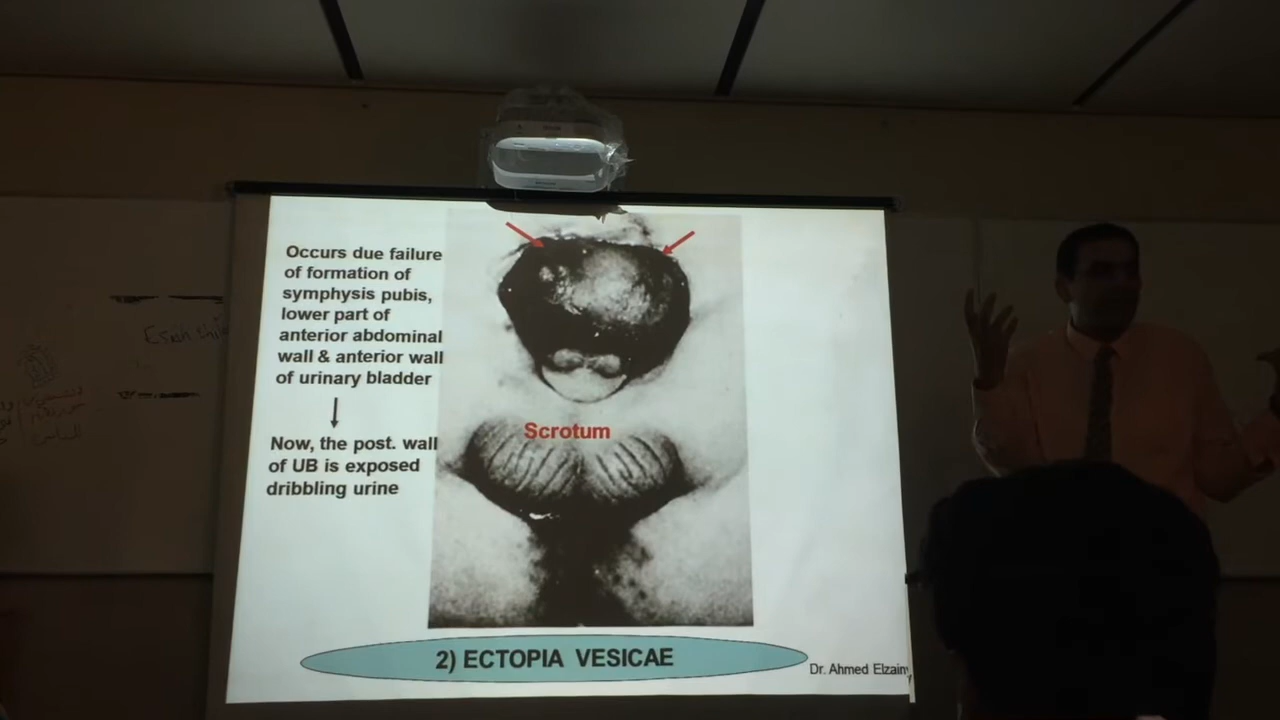 Occurs due failure
of formation of
symphysis pubis,
lower part of
anterior abdominal
wall & anterior wall
of urinary bladder
Now, the post. wall
of UB is exposed
dribbling urine
Scrotum
2) ECTOPIA VESICAE
Dr. Ahmed Elzainy